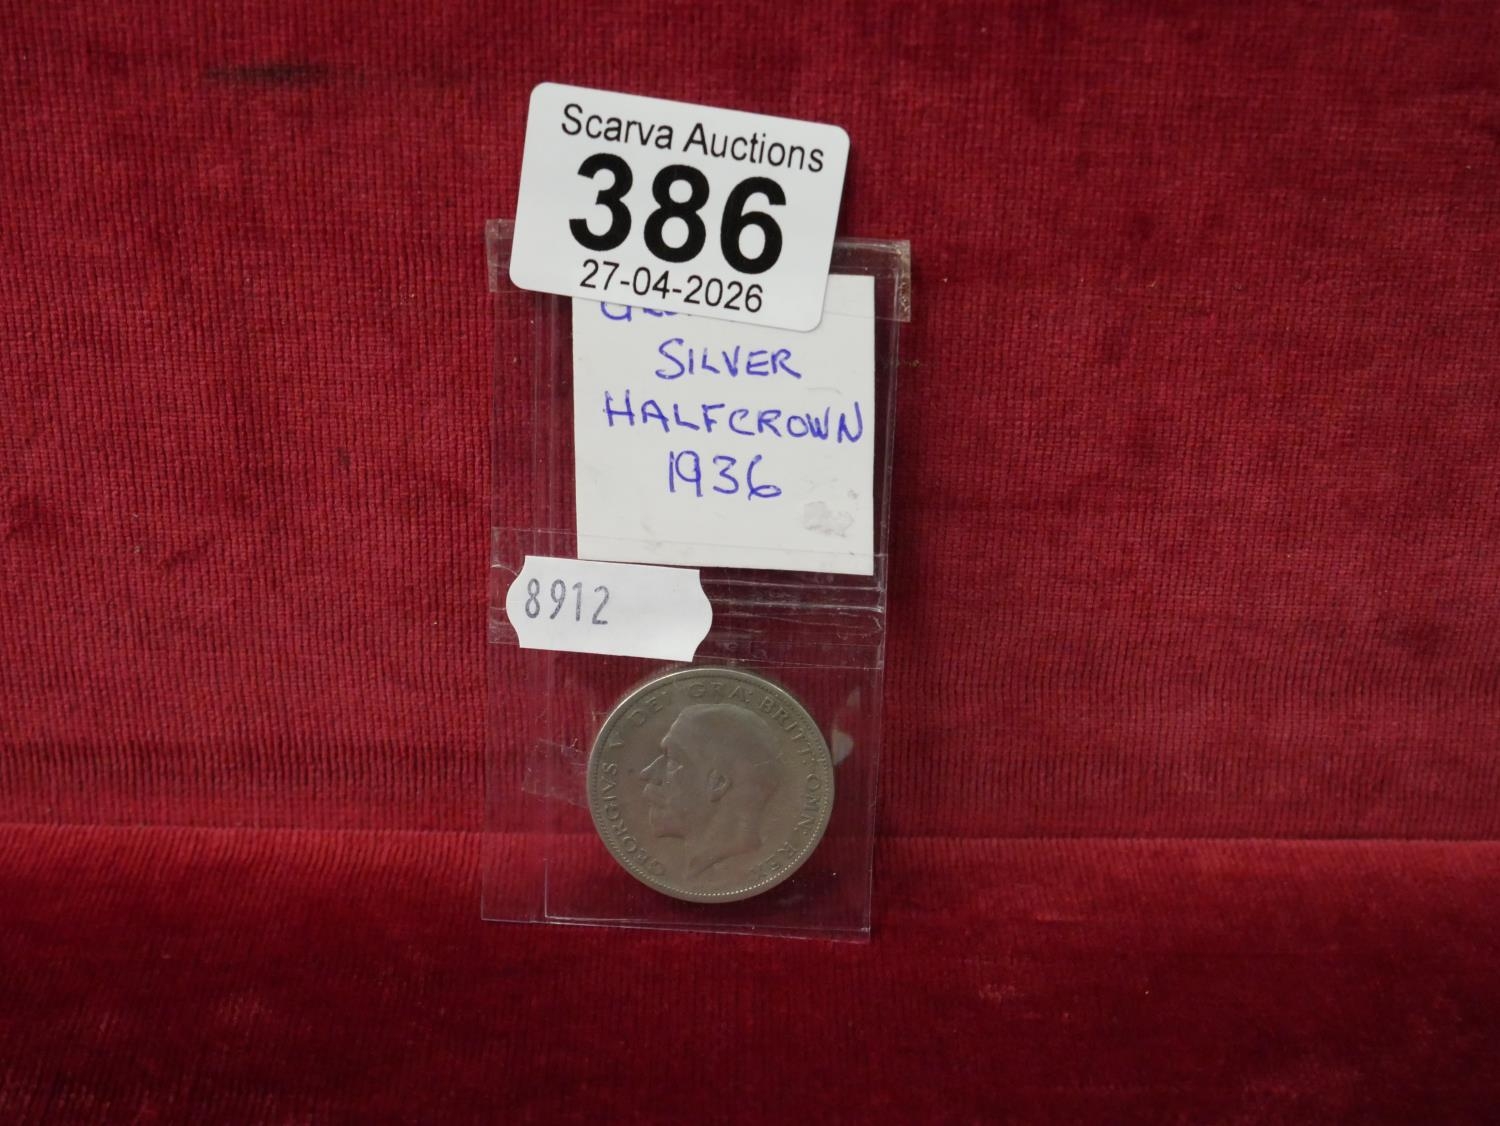 Scarva Auctions
386
27-04-2026
SILVER
HALFCROWN
1936
8912
GEORGIVS V DEI GRA: BRITT: OMN: REX